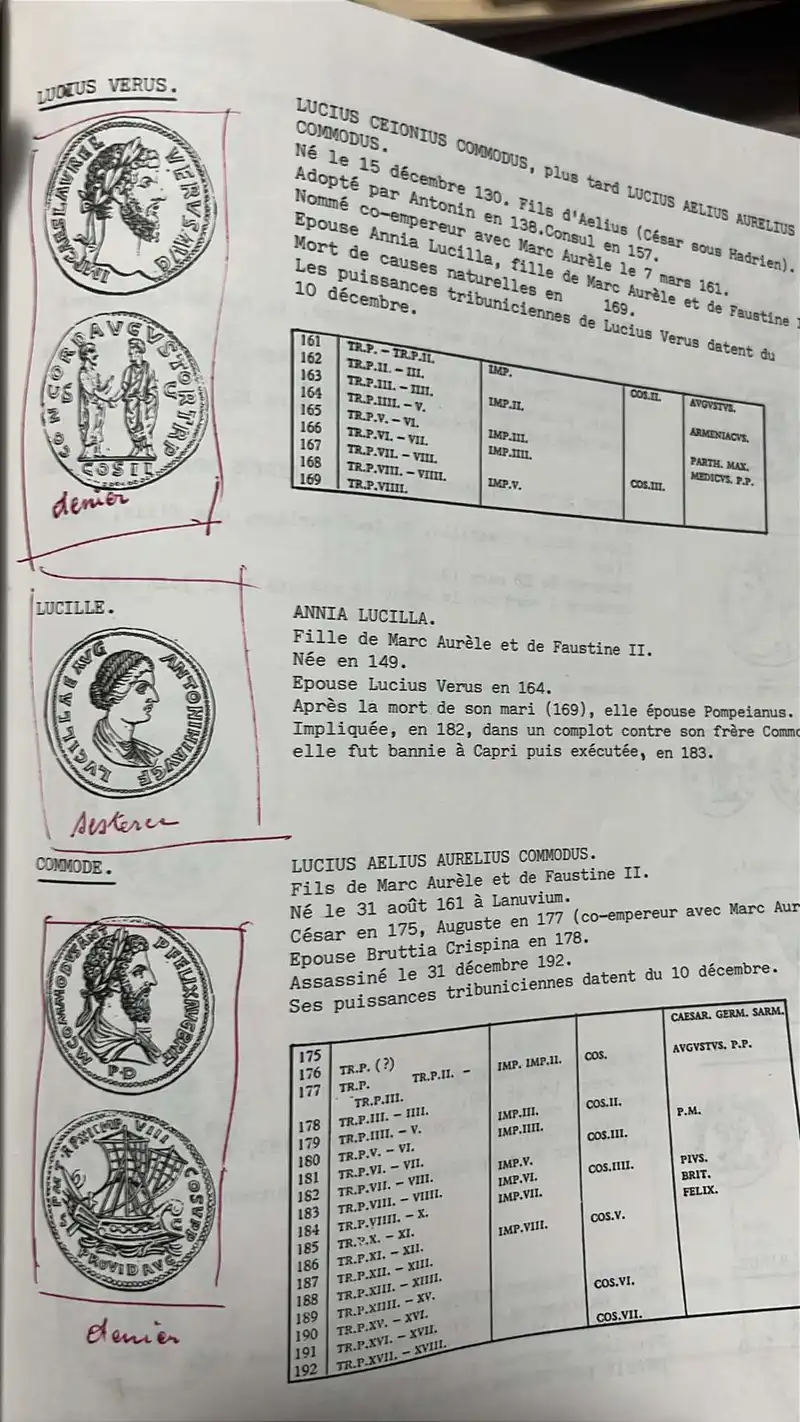 LUCIUS VERUS.
IMPCAESLAVREL VERVSAVG
CONCORDAVGVSTORTRP
COSII
denier
LUCIUS CEIONIUS COMMODUS, plus tard LUCIUS AELIUS AURELIUS
COMMODUS.
Né le 15 décembre 130. Fils d'Aelius (César sous Hadrien).
Adopté par Antonin en 138.Consul en 157.
Nommé co-empereur avec Marc Aurèle le 7 mars 161.
Epouse Annia Lucilla, fille de Marc Aurèle et de Faustine
Mort de causes naturelles en 169.
Les puissances tribuniciennes de Lucius Verus datent du
10 décembre.
161 TR.P. – TR.P.II. IMP. COS.II. AVGVSTVS.
162 TR.P.II. – III.
163 TR.P.III. – IIII. IMP.II. ARMENIACVS.
164 TR.P.IIII. – V.
165 TR.P.V. – VI. IMP.III. PARTH. MAX.
166 TR.P.VI. – VII. IMP.IIII. MEDICVS. P.P.
167 TR.P.VII. – VIII. COS.III.
168 TR.P.VIII. – VIIII. IMP.V.
169 TR.P.VIIII.
LUCILLE.
LVCILLAEAVG ANTONINIAVGF
sesterce
ANNIA LUCILLA.
Fille de Marc Aurèle et de Faustine II.
Née en 149.
Epouse Lucius Verus en 164.
Après la mort de son mari (169), elle épouse Pompeianus.
Impliquée, en 182, dans un complot contre son frère Commo
elle fut bannie à Capri puis exécutée, en 183.
COMMODE.
MCOMMODVSANT PFELIXAVGBRIT
P·D
PMTRPXIIMP VIII COSVPP
PROVIDAVG
denier
LUCIUS AELIUS AURELIUS COMMODUS.
Fils de Marc Aurèle et de Faustine II.
Né le 31 août 161 à Lanuvium.
César en 175, Auguste en 177 (co-empereur avec Marc Aur
Epouse Bruttia Crispina en 178.
Assassiné le 31 décembre 192.
Ses puissances tribuniciennes datent du 10 décembre.
175 CAESAR. GERM. SARM.
176 TR.P. (?) IMP. IMP.II. COS. AVGVSTVS. P.P.
177 TR.P. TR.P.II. –
TR.P.III. COS.II.
178 TR.P.III. – IIII. IMP.III. P.M.
179 TR.P.IIII. – V. IMP.IIII. COS.III.
180 TR.P.V. – VI.
181 TR.P.VI. – VII. IMP.V. COS.IIII. PIVS.
182 TR.P.VII. – VIII. IMP.VI. BRIT.
183 TR.P.VIII. – VIIII. IMP.VII. FELIX.
184 TR.P.VIIII. – X. COS.V.
185 TR.P.X. – XI. IMP.VIII.
186 TR.P.XI. – XII.
187 TR.P.XII. – XIII.
188 TR.P.XIII. – XIIII. COS.VI.
189 TR.P.XIIII. – XV.
190 TR.P.XV. – XVI. COS.VII.
191 TR.P.XVI. – XVII.
192 TR.P.XVII. – XVIII.